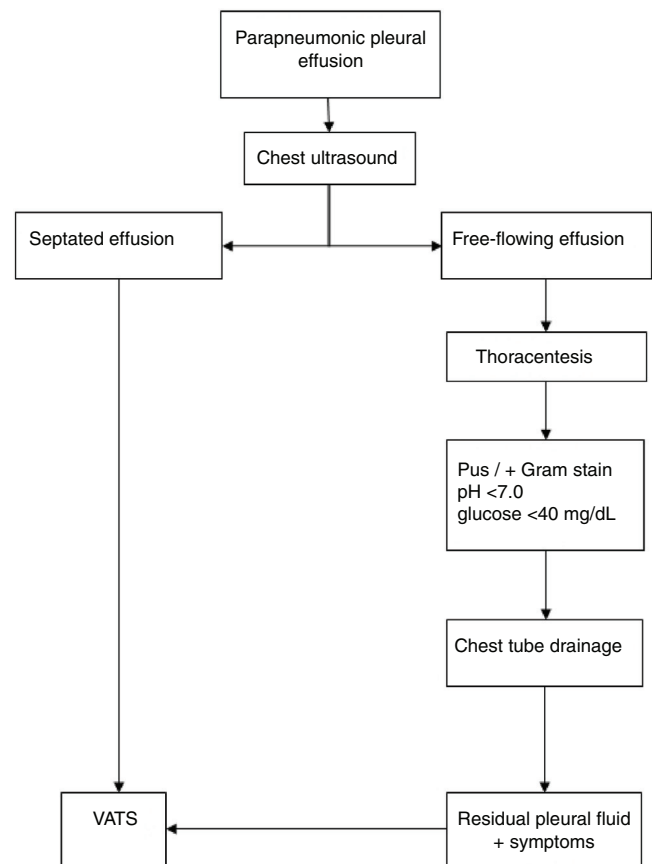 Parapneumonic pleural
effusion
Chest ultrasound
Septated effusion
Free-flowing effusion
Thoracentesis
Pus / + Gram stain
pH <7.0
glucose <40 mg/dL
Chest tube drainage
VATS
Residual pleural fluid
+ symptoms